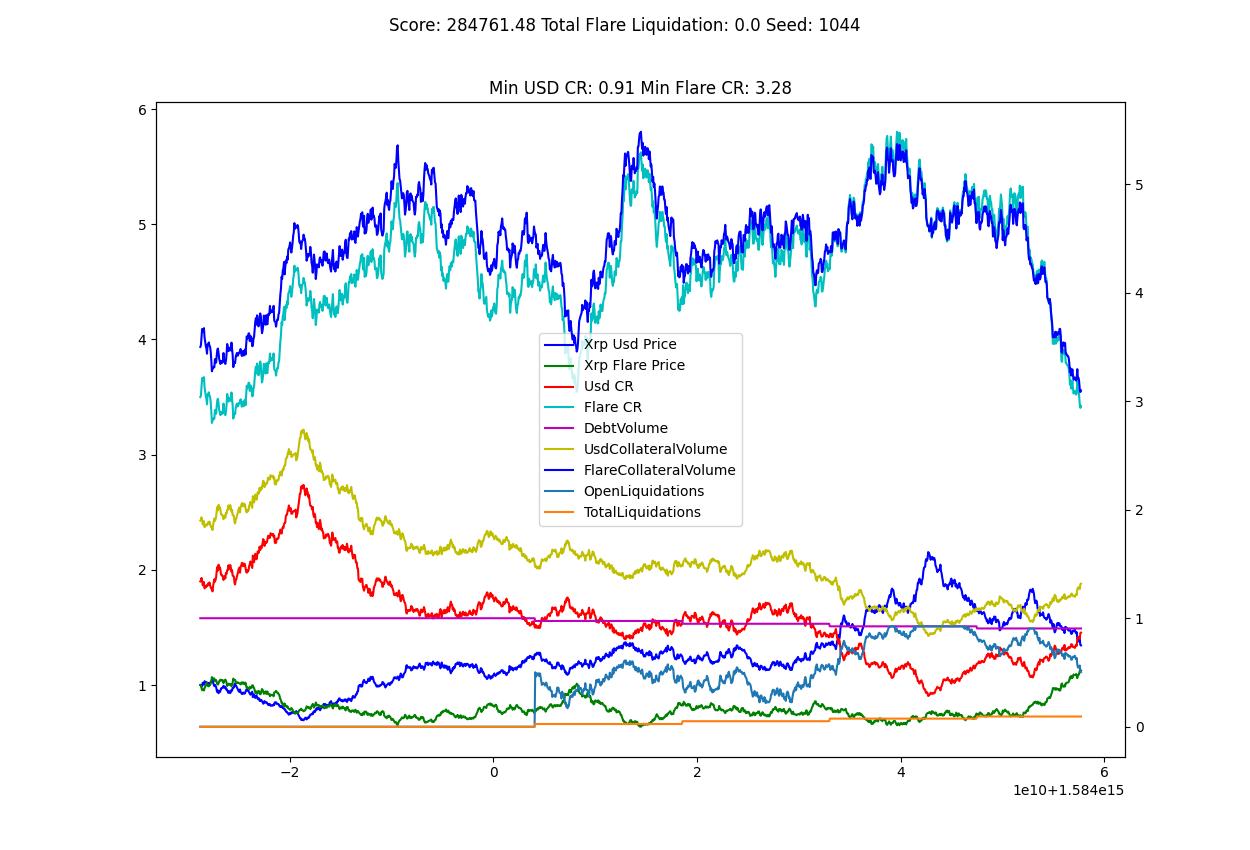 Score: 284761.48 Total Flare Liquidation: 0.0 Seed: 1044
Min USD CR: 0.91 Min Flare CR: 3.28
6
5
4
3
2
1
5
4
3
2
1
0
Xrp Usd Price
Xrp Flare Price
Usd CR
Flare CR
DebtVolume
UsdCollateralVolume
FlareCollateralVolume
OpenLiquidations
TotalLiquidations
−2 0 2 4 6
1e10+1.584e15